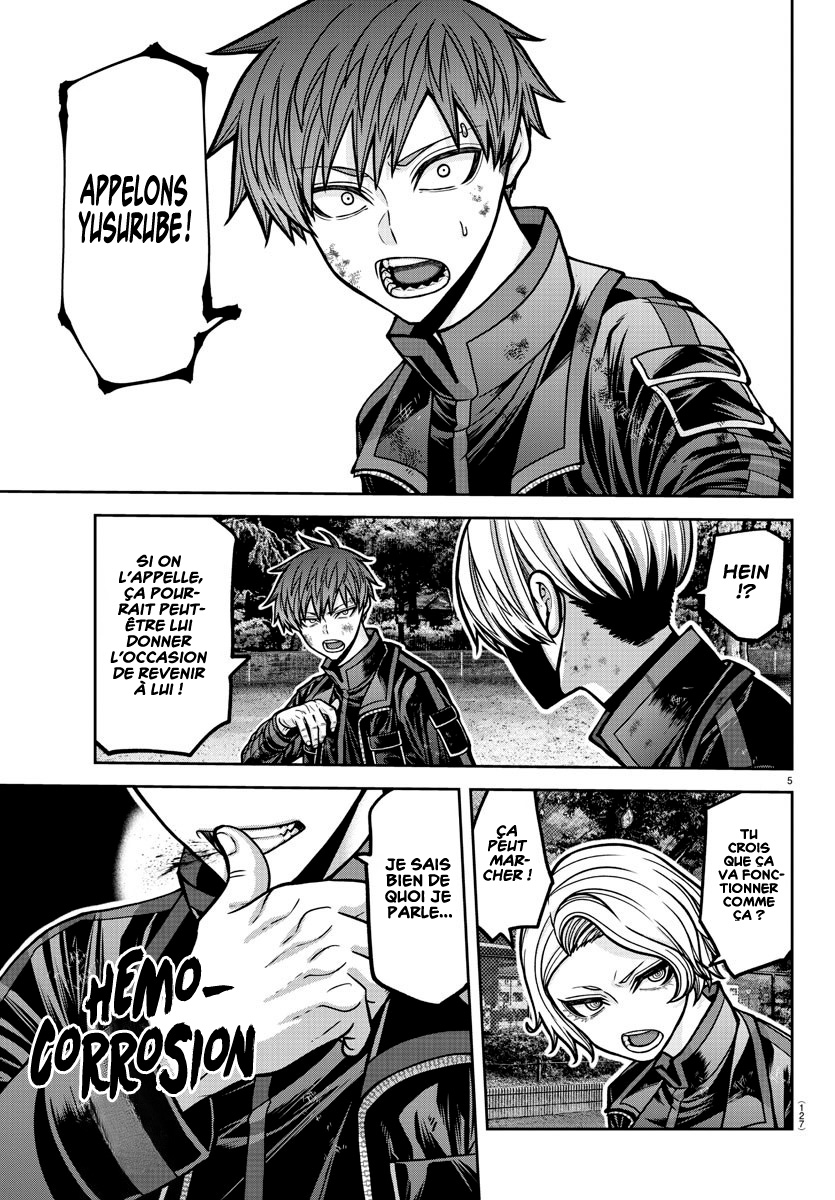 APPELONS
YUSURUBE!
HEIN
!?
SI ON
L'APPELLE,
ÇA POUR-
RAIT PEUT-
ÊTRE LUI
DONNER
L'OCCASION
DE REVENIR
À LUI !
5
TU
CROIS
QUE ÇA
VA FONC-
TIONNER
COMME
ÇA ?
ÇA
PEUT
MAR-
CHER !
JE SAIS
BIEN DE
QUOI JE
PARLE...
HEMO-
CORROSION
(127)